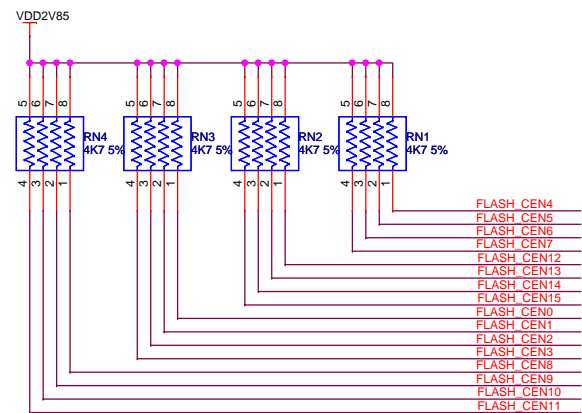 VDD2V85
5 6 7 8 5 6 7 8 5 6 7 8 5 6 7 8
RN4 RN3 RN2 RN1
4K7 5% 4K7 5% 4K7 5% 4K7 5%
4 3 2 1 4 3 2 1 4 3 2 1 4 3 2 1
FLASH_CEN4
FLASH_CEN5
FLASH_CEN6
FLASH_CEN7
FLASH_CEN12
FLASH_CEN13
FLASH_CEN14
FLASH_CEN15
FLASH_CEN0
FLASH_CEN1
FLASH_CEN2
FLASH_CEN3
FLASH_CEN8
FLASH_CEN9
FLASH_CEN10
FLASH_CEN11